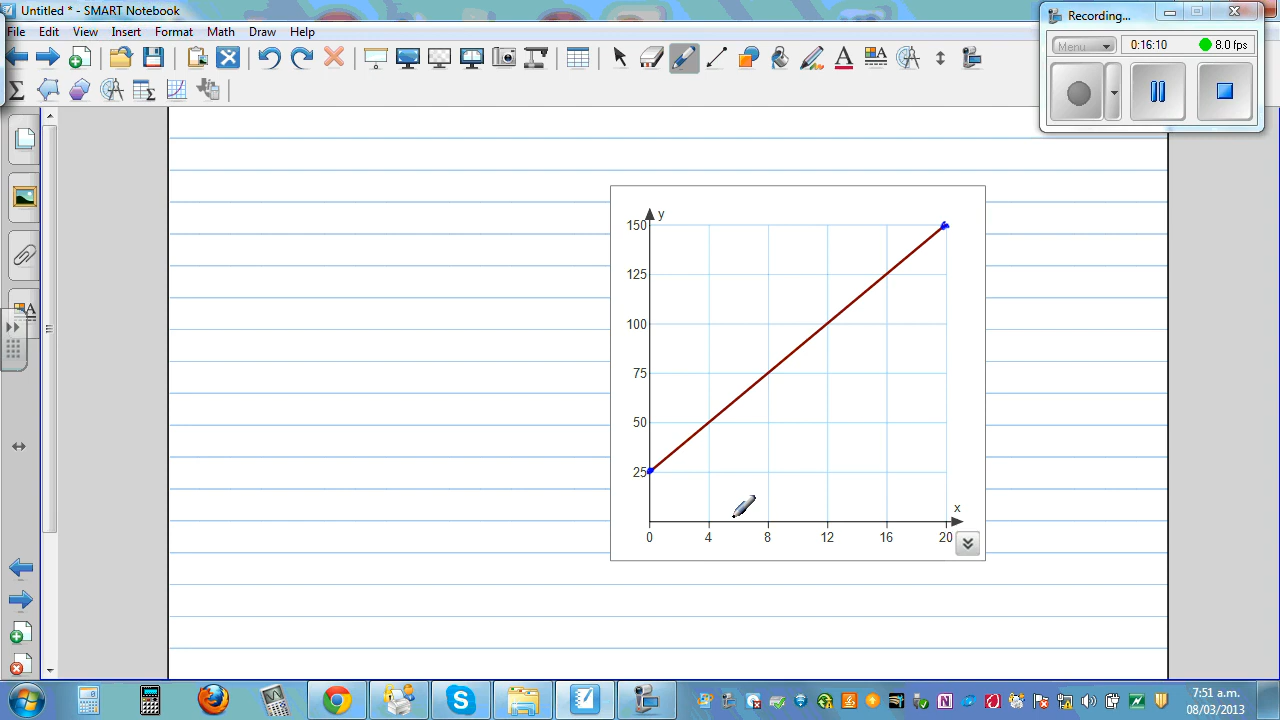 Untitled * - SMART Notebook
Recording...
File Edit View Insert Format Math Draw Help
Menu 0:16:10 8.0 fps
y
150
125
100
75
50
25
x
0 4 8 12 16 20
7:51 a.m.
08/03/2013